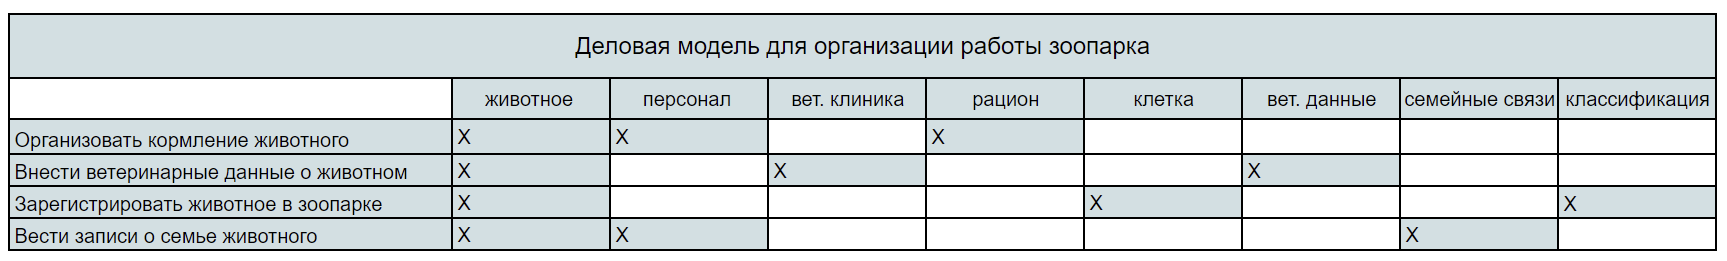 Деловая модель для организации работы зоопарка
животное персонал вет. клиника рацион клетка вет. данные семейные связи классификация
Организовать кормление животного X X X
Внести ветеринарные данные о животном X X X
Зарегистрировать животное в зоопарке X X X
Вести записи о семье животного X X X